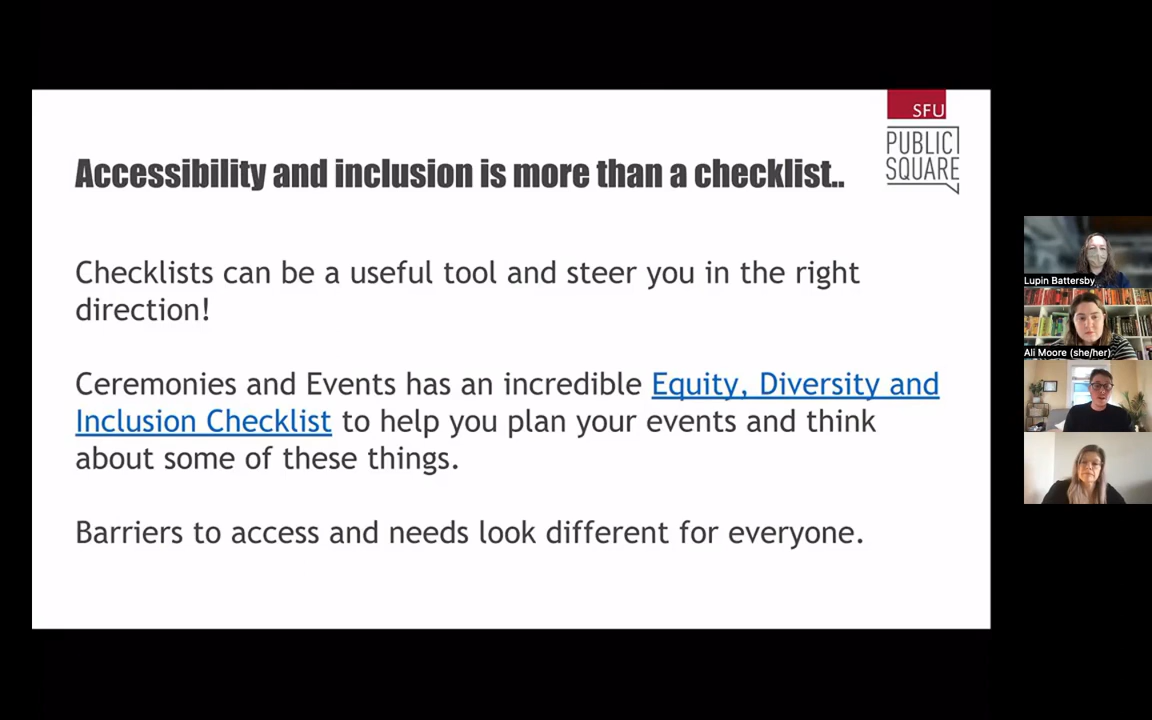 SFU
PUBLIC
SQUARE
Accessibility and inclusion is more than a checklist..
Checklists can be a useful tool and steer you in the right
direction!
Ceremonies and Events has an incredible Equity, Diversity and
Inclusion Checklist to help you plan your events and think
about some of these things.
Barriers to access and needs look different for everyone.
Lupin Battersby
Ali Moore (she/her)